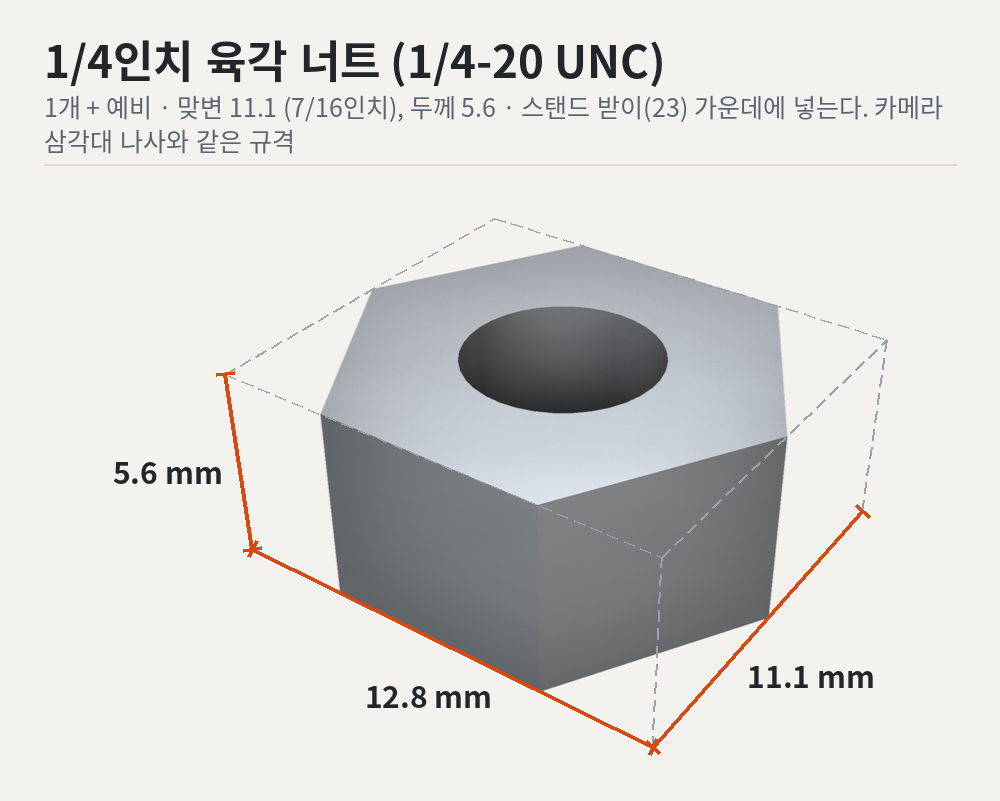 1/4인치 육각 너트 (1/4-20 UNC)
1개 + 예비 · 맞변 11.1 (7/16인치), 두께 5.6 · 스탠드 받이(23) 가운데에 넣는다. 카메라
삼각대 나사와 같은 규격
5.6 mm
12.8 mm
11.1 mm